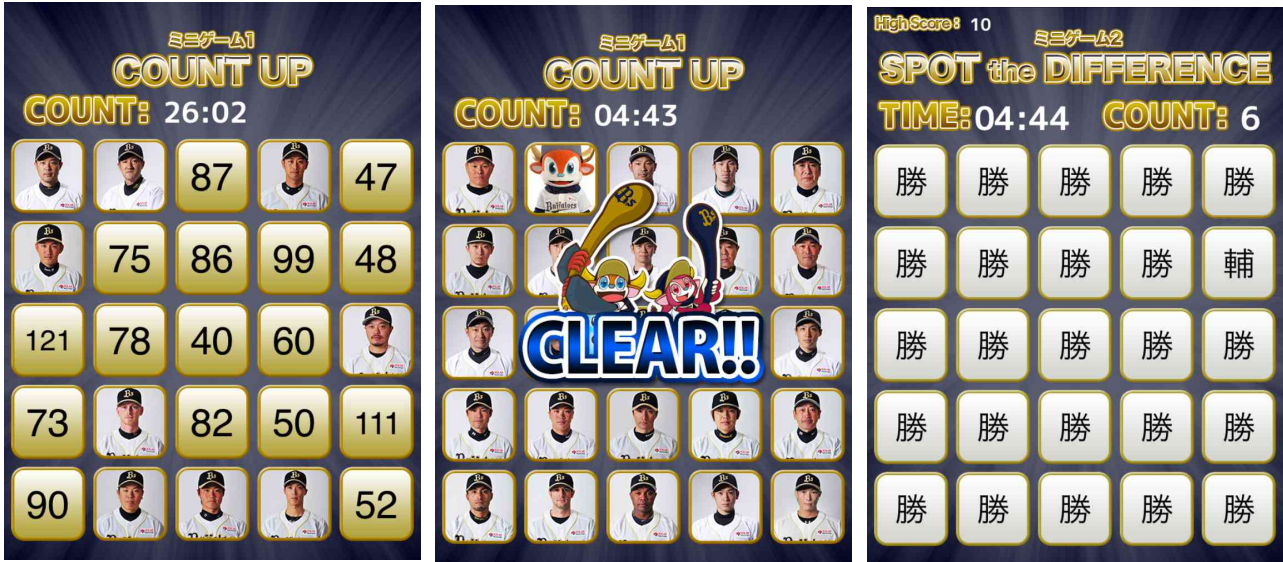 ミニゲーム1
COUNT UP
COUNT: 26:02
87 47
75 86 99 48
121 78 40 60
73 82 50 111
90 52
ミニゲーム1
COUNT UP
COUNT: 04:43
Bs
Bs
Buffaloes
CLEAR!!
High Score: 10
ミニゲーム2
SPOT the DIFFERENCE
TIME: 04:44 COUNT: 6
勝 勝 勝 勝 勝
勝 勝 勝 勝 輔
勝 勝 勝 勝 勝
勝 勝 勝 勝 勝
勝 勝 勝 勝 勝